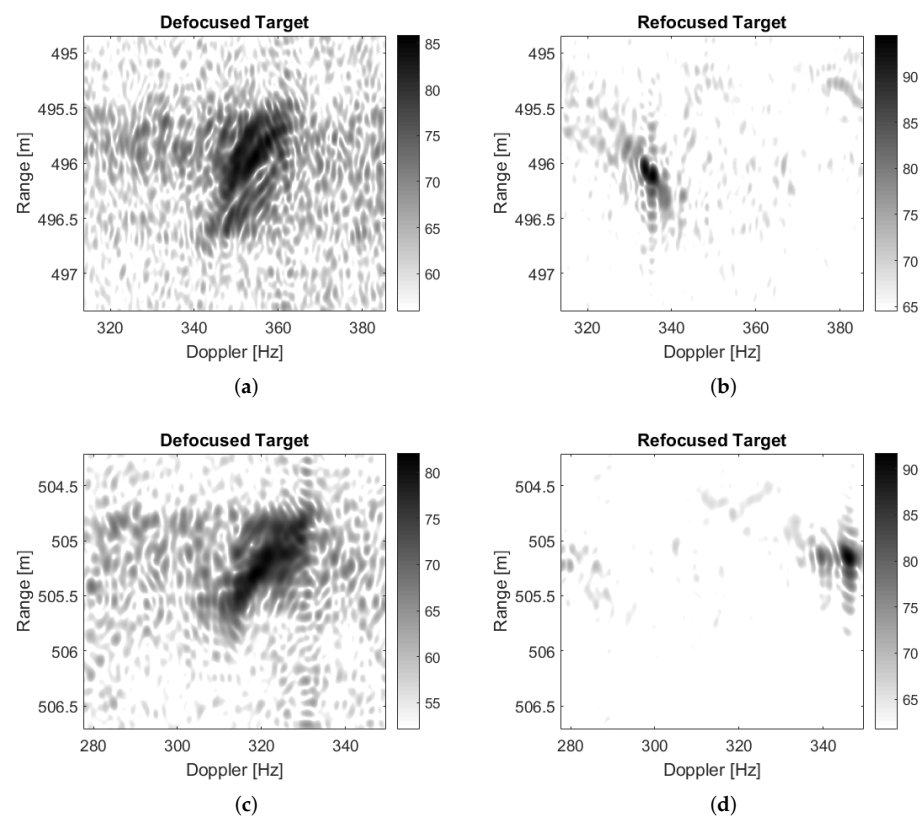 Defocused Target
495
495.5
496
496.5
497
Range [m]
320 340 360 380
Doppler [Hz]
85
80
75
70
65
60
(a)
Refocused Target
495
495.5
496
496.5
497
Range [m]
320 340 360 380
Doppler [Hz]
90
85
80
75
70
65
(b)
Defocused Target
504.5
505
505.5
506
506.5
Range [m]
280 300 320 340
Doppler [Hz]
80
75
70
65
60
55
(c)
Refocused Target
504.5
505
505.5
506
506.5
Range [m]
280 300 320 340
Doppler [Hz]
90
85
80
75
70
65
(d)